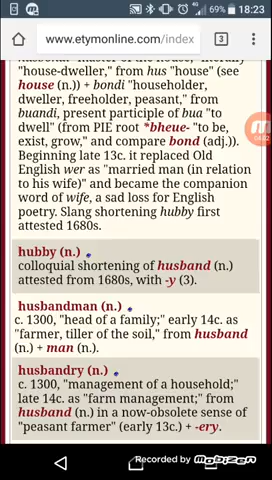 69% 18:23
www.etymonline.com/index
3
"house-dweller," from hus "house" (see
house (n.)) + bondi "householder,
dweller, freeholder, peasant," from
buandi, present participle of bua "to
dwell" (from PIE root *bheue- "to be,
exist, grow," and compare bond (adj.)).
Beginning late 13c. it replaced Old
English wer as "married man (in relation
to his wife)" and became the companion
word of wife, a sad loss for English
poetry. Slang shortening hubby first
attested 1680s.
hubby (n.)
colloquial shortening of husband (n.)
attested from 1680s, with -y (3).
husbandman (n.)
c. 1300, "head of a family;" early 14c. as
"farmer, tiller of the soil," from husband
(n.) + man (n.).
husbandry (n.)
c. 1300, "management of a household;"
late 14c. as "farm management;" from
husband (n.) in a now-obsolete sense of
"peasant farmer" (early 13c.) + -ery.
Recorded by mobizen